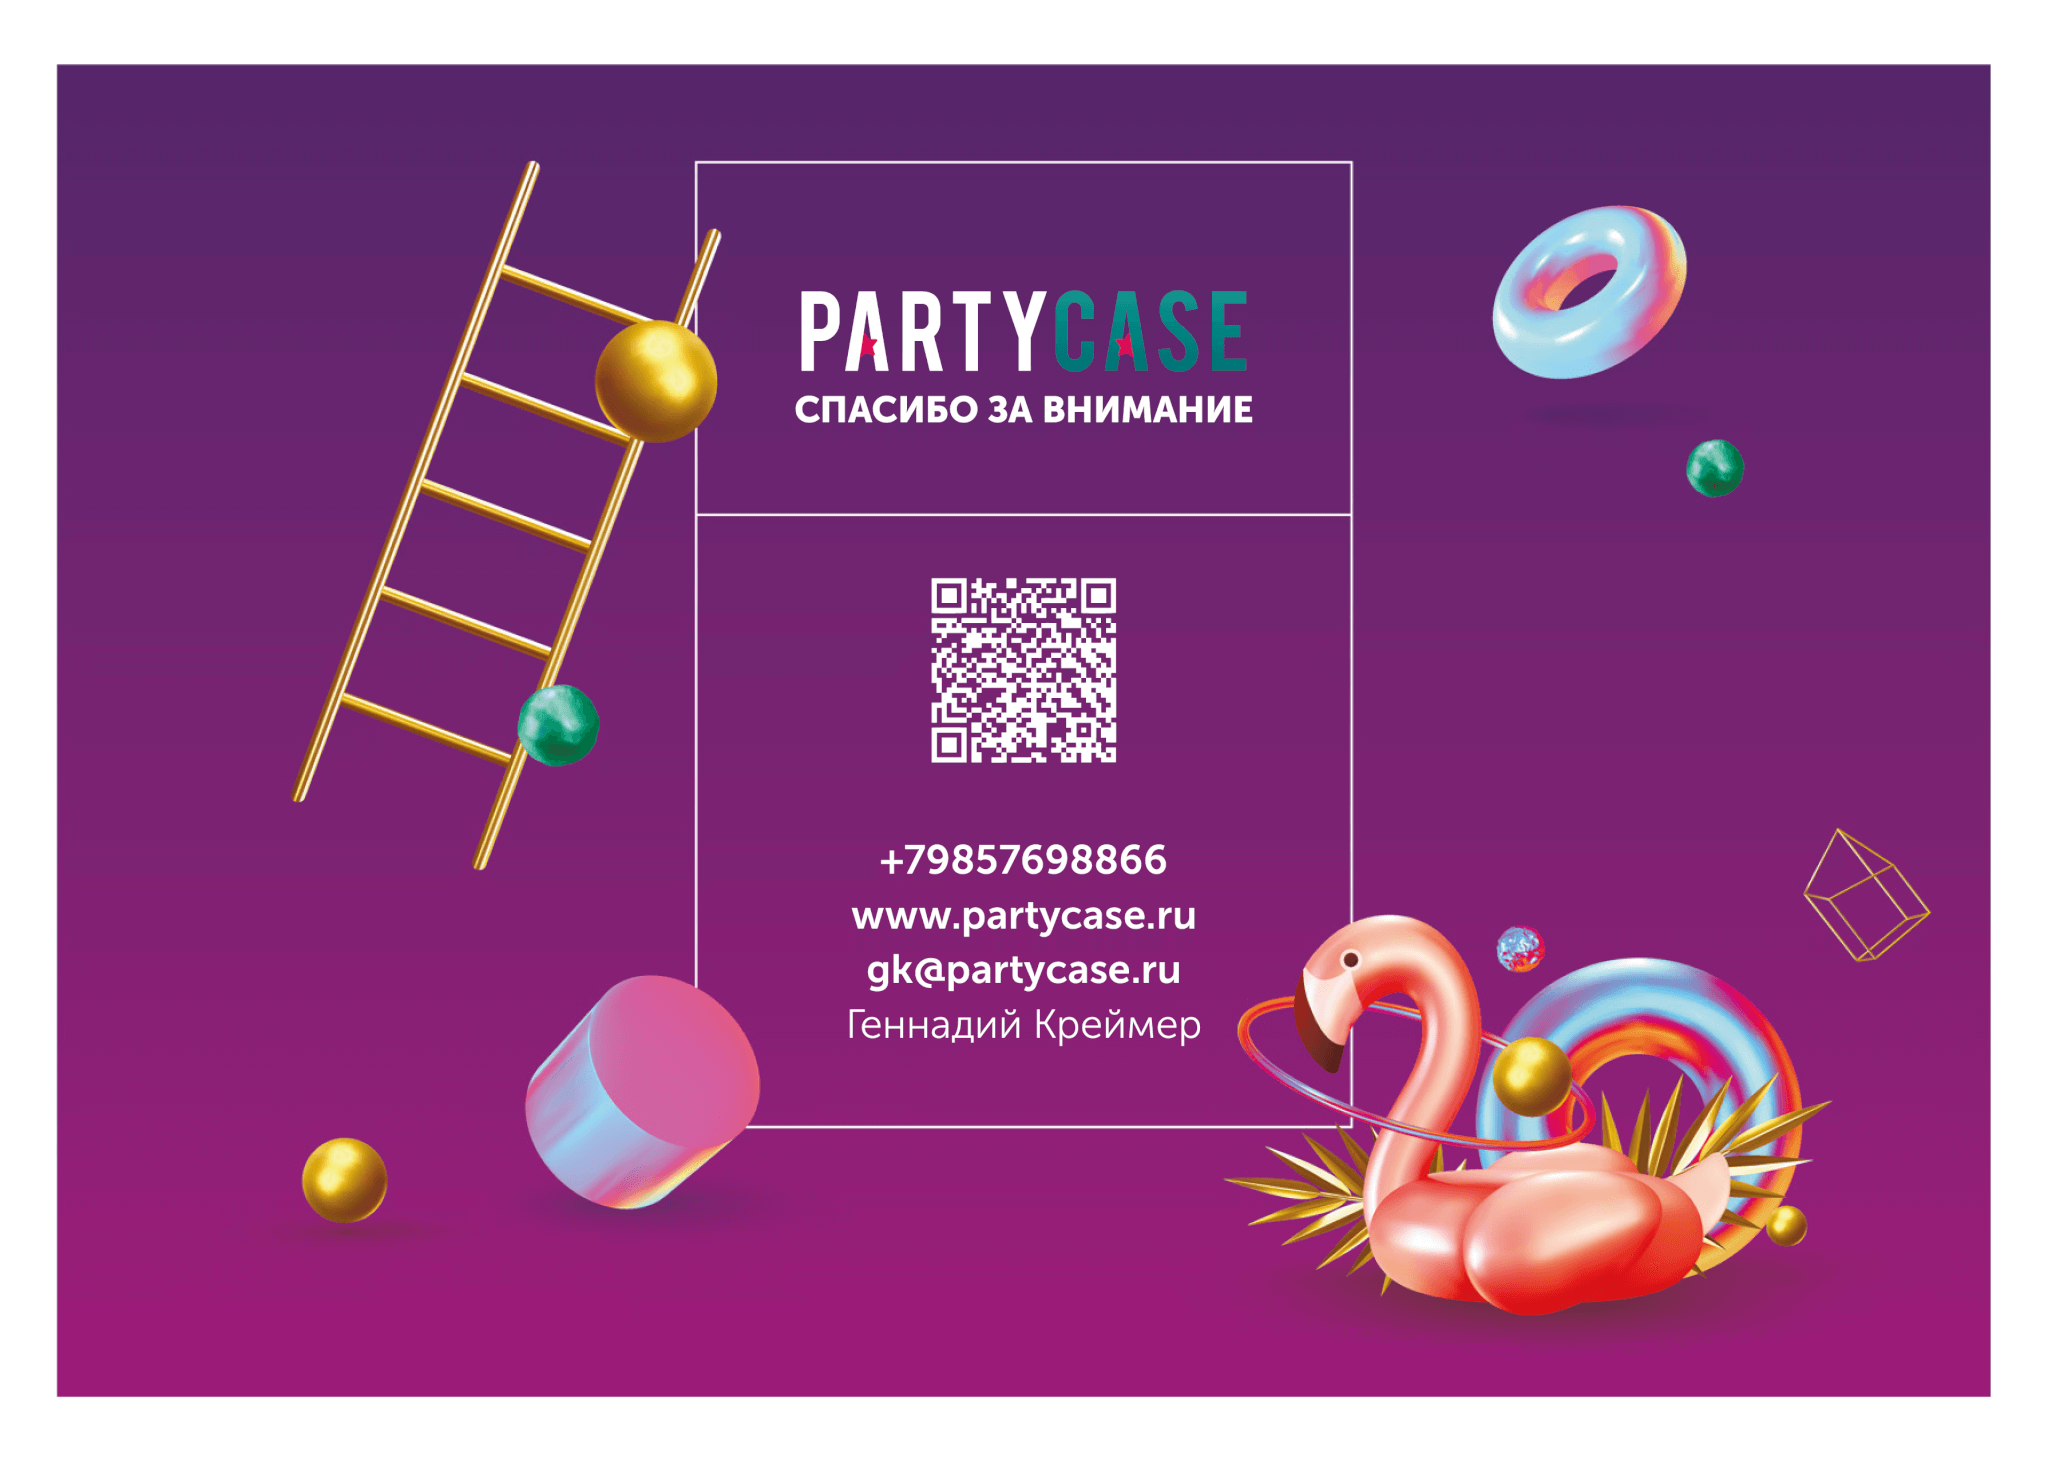 PARTYCASE
СПАСИБО ЗА ВНИМАНИЕ
+79857698866
www.partycase.ru
gk@partycase.ru
Геннадий Креймер